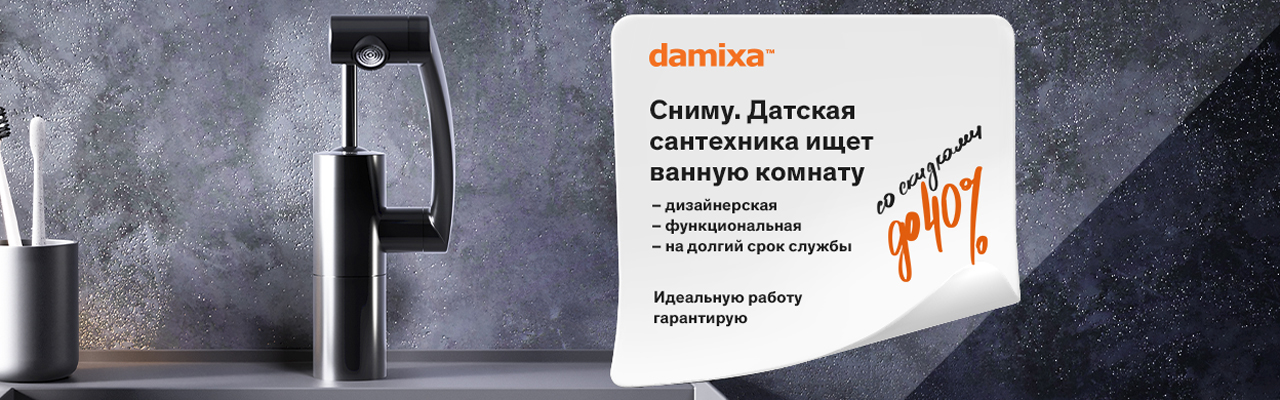 damixa™
Сниму. Датская
сантехника ищет
ванную комнату
– дизайнерская
– функциональная
– на долгий срок службы
со скидками
до 40%
Идеальную работу
гарантирую